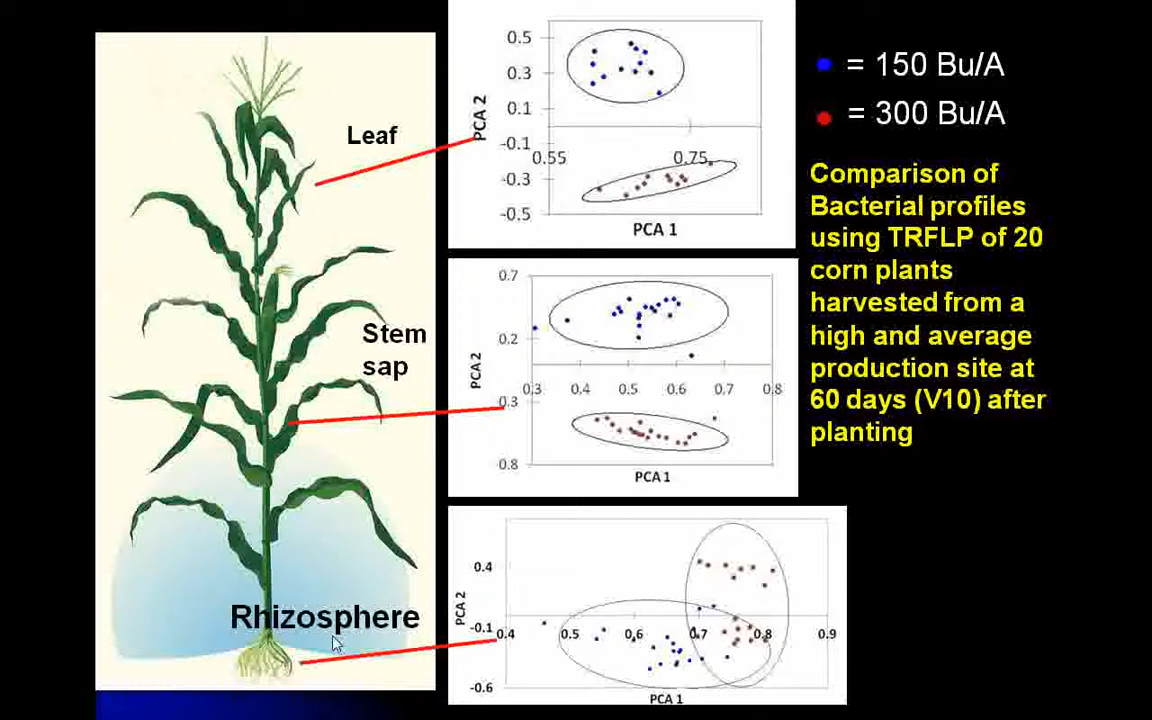 Leaf
Stem
sap
Rhizosphere
0.5
0.3
0.1
-0.1
-0.3
-0.5
0.55
0.75
PCA 2
PCA 1
0.7
0.2
0.3
0.8
0.3
0.4
0.5
0.6
0.7
0.8
PCA 2
PCA 1
0.4
-0.1
-0.6
0.4
0.5
0.6
0.7
0.8
0.9
PCA 2
PCA 1
= 150 Bu/A
= 300 Bu/A
Comparison of
Bacterial profiles
using TRFLP of 20
corn plants
harvested from a
high and average
production site at
60 days (V10) after
planting